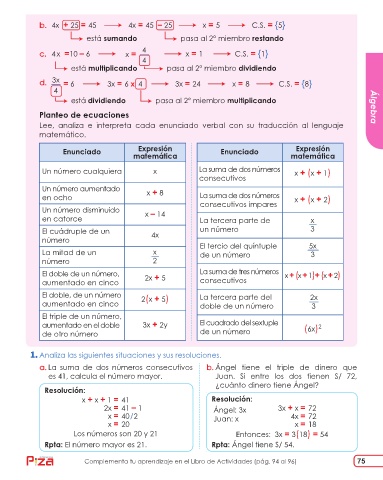 b. 4x + 25 = 45 → 4x = 45 – 25 → x = 5 → C.S. = {5}
está sumando pasa al 2° miembro restando
c. 4x = 10 – 6 → x = 4/4 → x = 1 → C.S. = {1}
está multiplicando pasa al 2° miembro dividiendo
d. 3x/4 = 6 → 3x = 6 x 4 → 3x = 24 → x = 8 → C.S. = {8}
está dividiendo pasa al 2° miembro multiplicando
Álgebra
Planteo de ecuaciones
Lee, analiza e interpreta cada enunciado verbal con su traducción al lenguaje
matemático.
Enunciado Expresión matemática
Un número cualquiera x
Un número aumentado
en ocho x + 8
Un número disminuido
en catorce x – 14
El cuádruple de un
número 4x
La mitad de un
número x/2
El doble de un número,
aumentado en cinco 2x + 5
El doble, de un número
aumentado en cinco 2(x + 5)
El triple de un número,
aumentado en el doble
de otro número 3x + 2y
Enunciado Expresión matemática
La suma de dos números
consecutivos x + (x + 1)
La suma de dos números
consecutivos impares x + (x + 2)
La tercera parte de
un número x/3
El tercio del quíntuple
de un número 5x/3
La suma de tres números
consecutivos x + (x + 1) + (x + 2)
La tercera parte del
doble de un número 2x/3
El cuadrado del sextuple
de un número (6x)²
1. Analiza las siguientes situaciones y sus resoluciones.
a. La suma de dos números consecutivos
es 41, calcula el número mayor.
Resolución:
x + x + 1 = 41
2x = 41 – 1
x = 40/2
x = 20
Los números son 20 y 21
Rpta: El número mayor es 21.
b. Ángel tiene el triple de dinero que
Juan. Si entre los dos tienen S/ 72,
¿cuánto dinero tiene Ángel?
Resolución:
Ángel: 3x 3x + x = 72
Juan: x 4x = 72
x = 18
Entonces: 3x = 3(18) = 54
Rpta: Ángel tiene S/ 54.
Complementa tu aprendizaje en el Libro de Actividades (pág. 94 al 96)
75